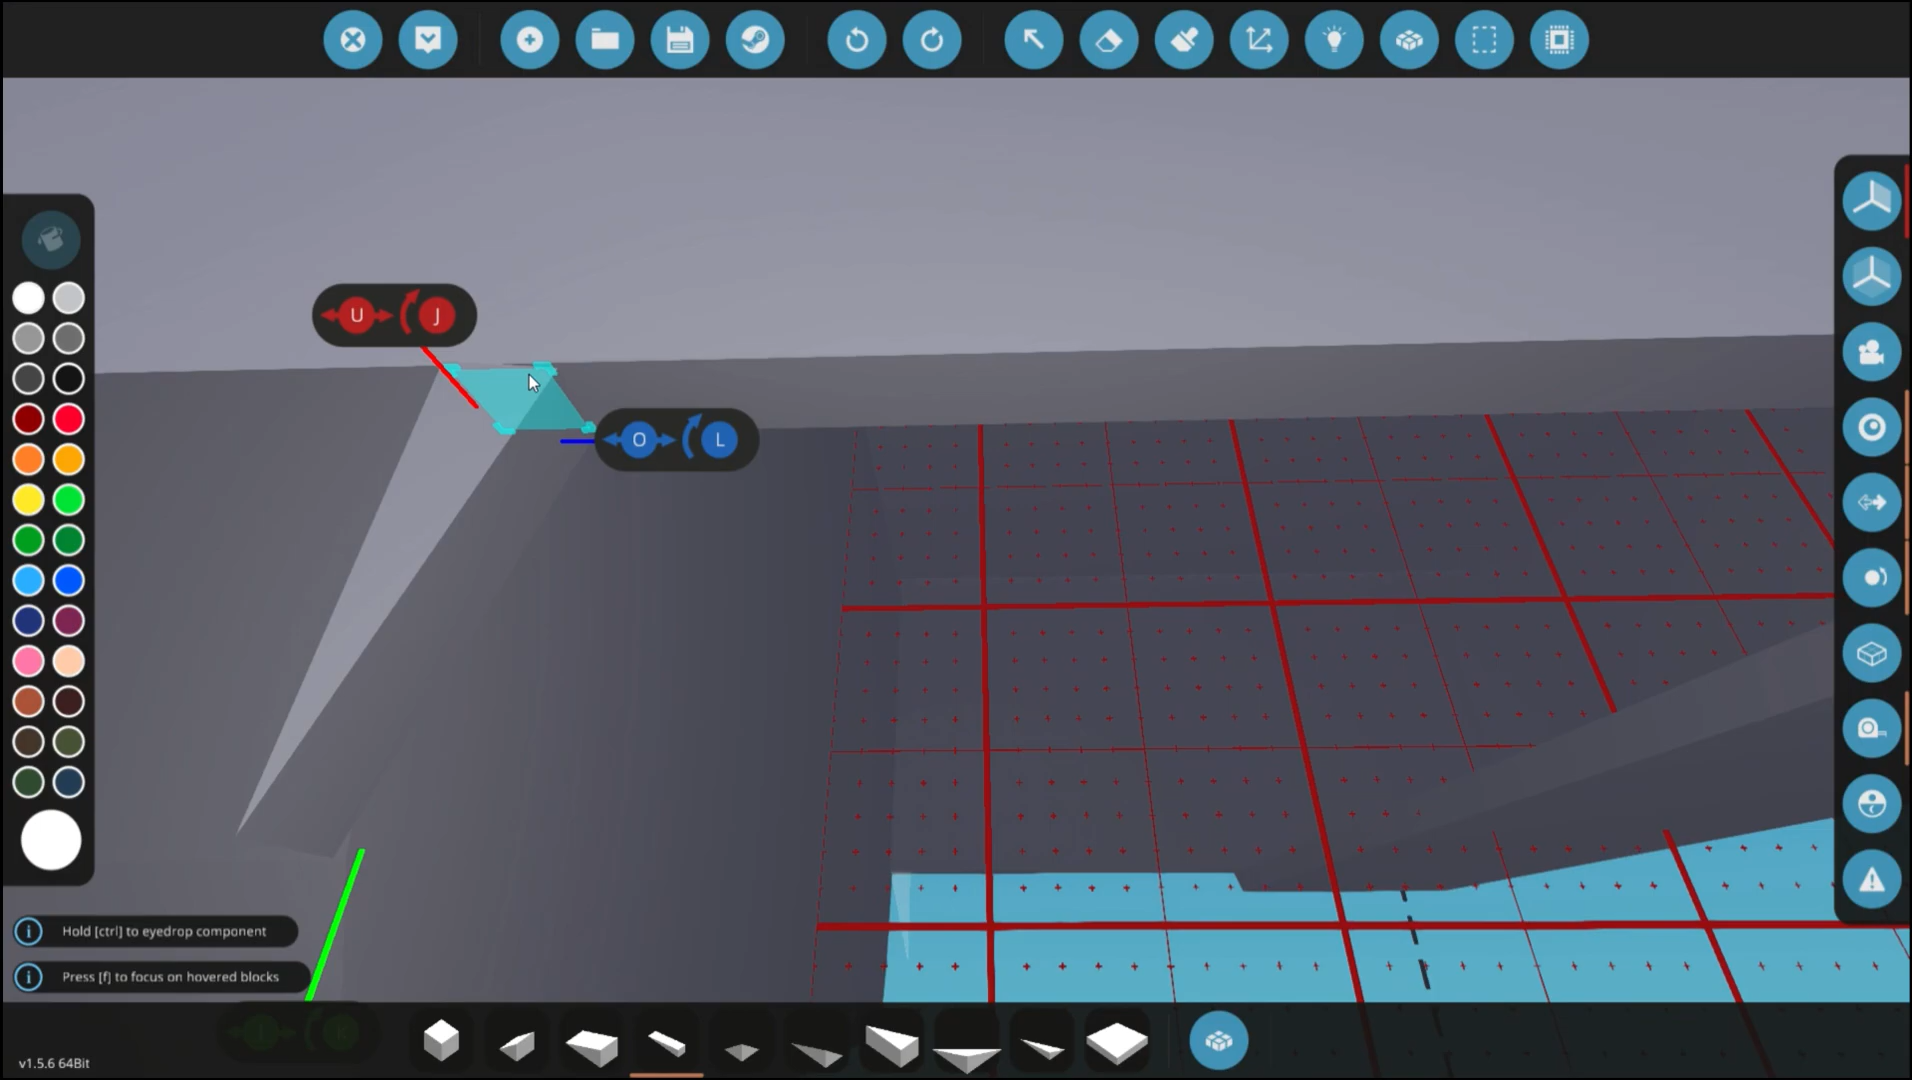 U J
O L
Hold [ctrl] to eyedrop component
Press [f] to focus on hovered blocks
v1.5.6 64Bit